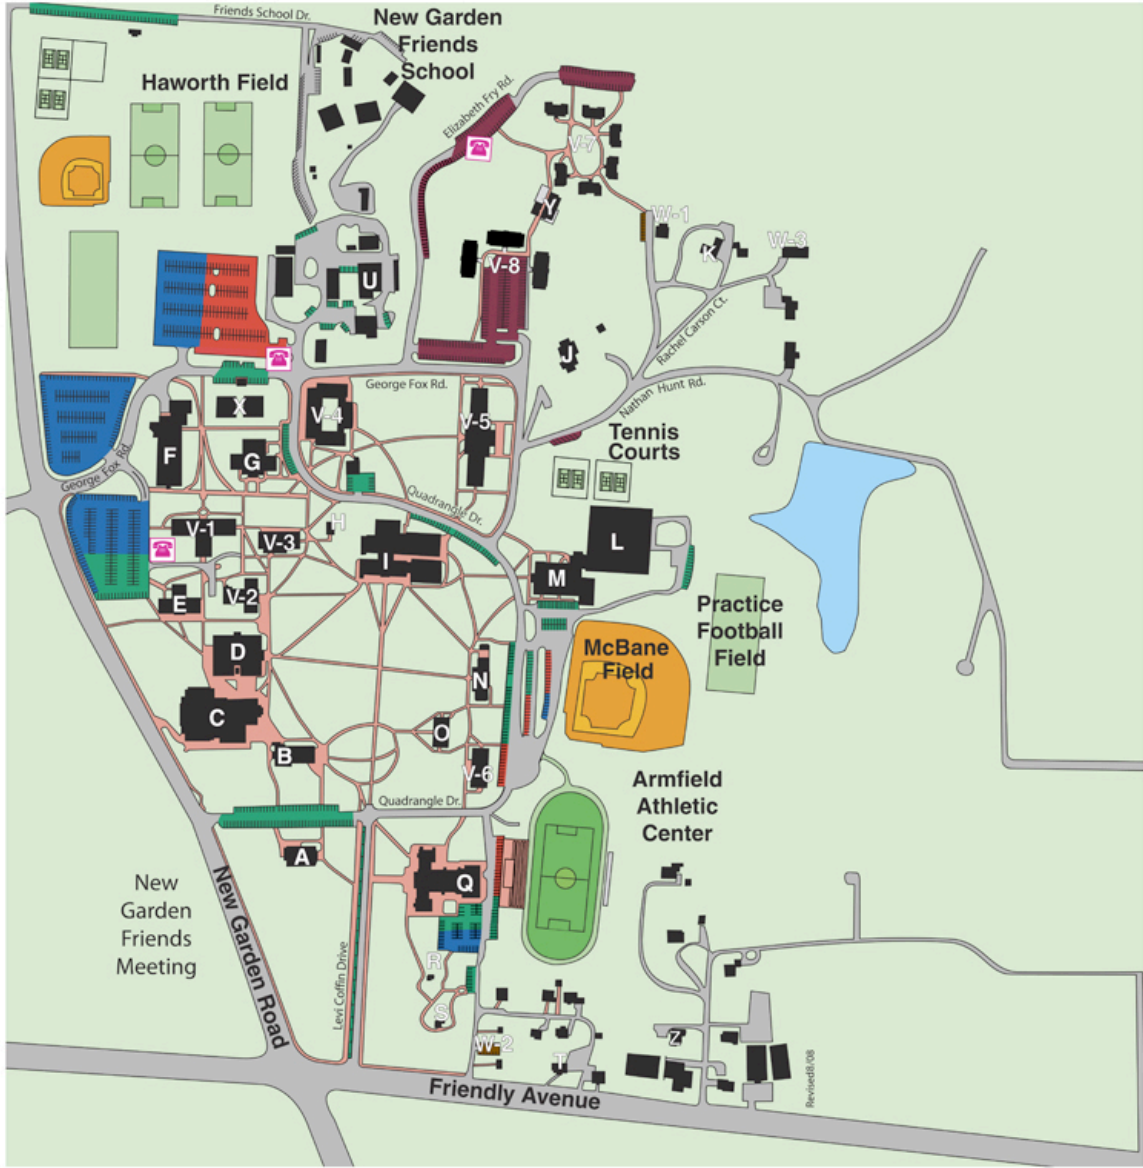 Friends School Dr.
New Garden
Friends
School
Haworth Field
Elizabeth Fry Rd.
V-7
Y
W-1
K
W-3
V-8
U
Rachel Carson Ct.
J
George Fox Rd.
Nathan Hunt Rd.
X
V-4
V-5
Tennis
Courts
F
G
George Fox Rd
Quadrangle Dr.
H
V-1
V-3
I
L
M
E
V-2
Practice
Football
Field
D
McBane
Field
N
C
O
B
V-6
Armfield
Athletic
Center
Quadrangle Dr.
A
Q
New
Garden
Friends
Meeting
New Garden Road
Levi Coffin Drive
R
S
W-2
T
Z
Revised8/08
Friendly Avenue